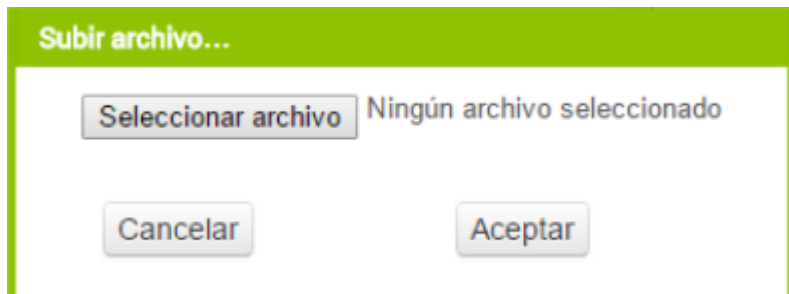 Subir archivo...
Seleccionar archivo Ningún archivo seleccionado
Cancelar Aceptar